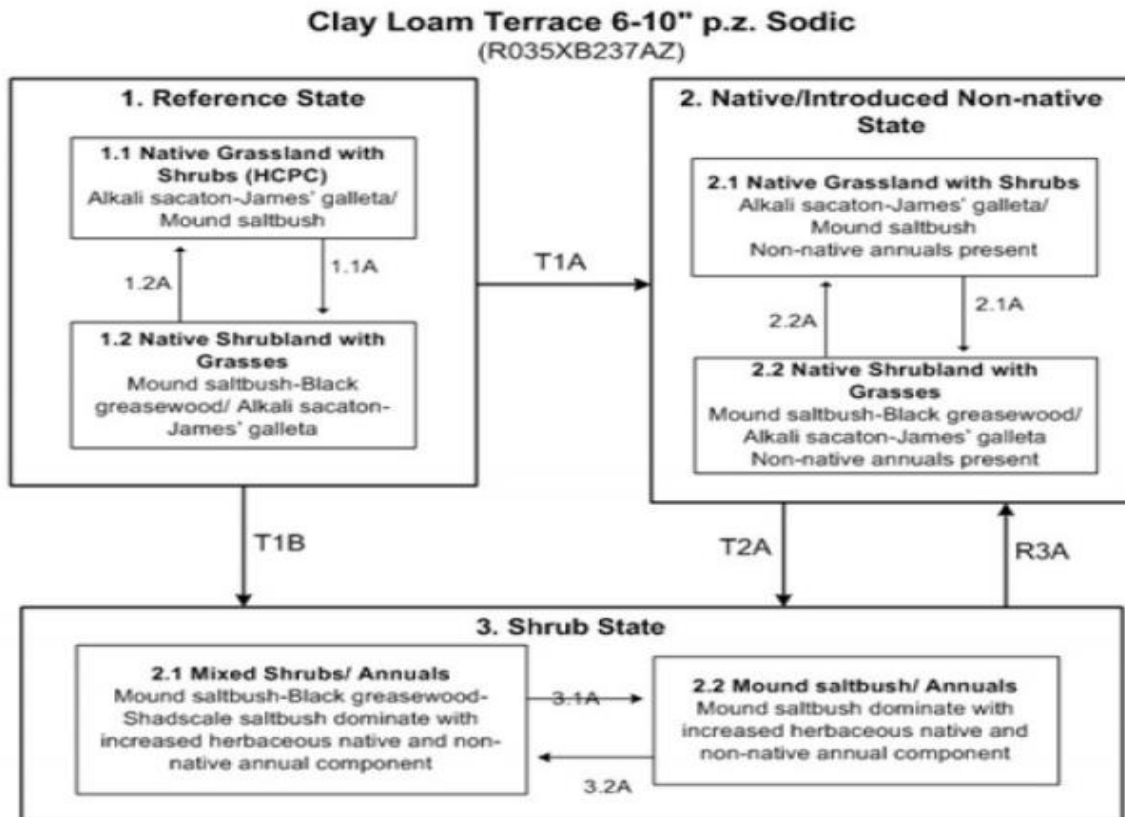 Clay Loam Terrace 6-10" p.z. Sodic
(R035XB237AZ)
1. Reference State
1.1 Native Grassland with
Shrubs (HCPC)
Alkali sacaton-James' galleta/
Mound saltbush
1.2A
1.1A
1.2 Native Shrubland with
Grasses
Mound saltbush-Black
greasewood/ Alkali sacaton-
James' galleta
T1A
2. Native/Introduced Non-native
State
2.1 Native Grassland with Shrubs
Alkali sacaton-James' galleta/
Mound saltbush
Non-native annuals present
2.2A
2.1A
2.2 Native Shrubland with
Grasses
Mound saltbush-Black greasewood/
Alkali sacaton-James' galleta
Non-native annuals present
T1B
T2A
R3A
3. Shrub State
2.1 Mixed Shrubs/ Annuals
Mound saltbush-Black greasewood-
Shadscale saltbush dominate with
increased herbaceous native and non-
native annual component
3.1A
3.2A
2.2 Mound saltbush/ Annuals
Mound saltbush dominate with
increased herbaceous native and
non-native annual component